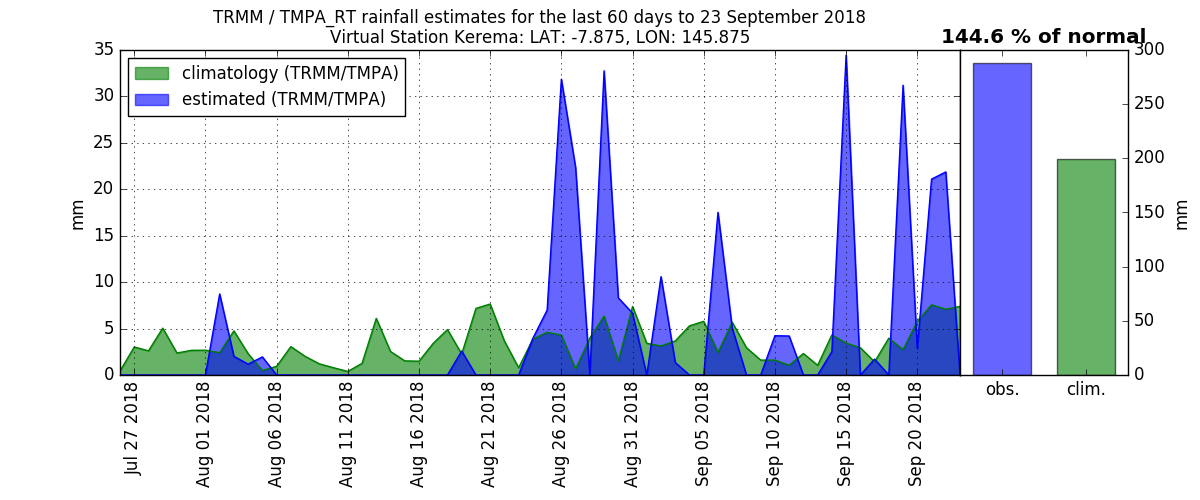 TRMM / TMPA_RT rainfall estimates for the last 60 days to 23 September 2018
Virtual Station Kerema: LAT: -7.875, LON: 145.875
144.6 % of normal
climatology (TRMM/TMPA)
estimated (TRMM/TMPA)
35
30
25
20
15
10
5
0
mm
Jul 27 2018
Aug 01 2018
Aug 06 2018
Aug 11 2018
Aug 16 2018
Aug 21 2018
Aug 26 2018
Aug 31 2018
Sep 05 2018
Sep 10 2018
Sep 15 2018
Sep 20 2018
300
250
200
150
100
50
0
mm
obs.
clim.